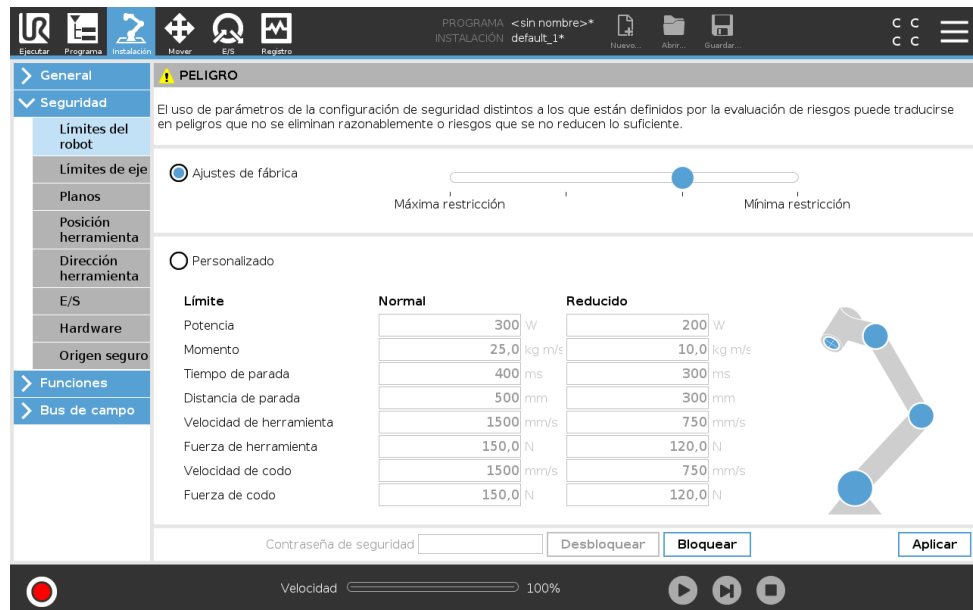 PROGRAMA <sin nombre>*
INSTALACIÓN default_1*
Ejecutar Programa Instalación Mover E/S Registro Nuevo... Abrir... Guardar...
C C
C C
General
Seguridad
Límites del
robot
Límites de eje
Planos
Posición
herramienta
Dirección
herramienta
E/S
Hardware
Origen seguro
Funciones
Bus de campo
PELIGRO
El uso de parámetros de la configuración de seguridad distintos a los que están definidos por la evaluación de riesgos puede traducirse
en peligros que no se eliminan razonablemente o riesgos que se no reducen lo suficiente.
Ajustes de fábrica
Máxima restricción Mínima restricción
Personalizado
Límite Normal Reducido
Potencia 300 W 200 W
Momento 25,0 kg m/s 10,0 kg m/s
Tiempo de parada 400 ms 300 ms
Distancia de parada 500 mm 300 mm
Velocidad de herramienta 1500 mm/s 750 mm/s
Fuerza de herramienta 150,0 N 120,0 N
Velocidad de codo 1500 mm/s 750 mm/s
Fuerza de codo 150,0 N 120,0 N
Contraseña de seguridad Desbloquear Bloquear Aplicar
Velocidad 100%